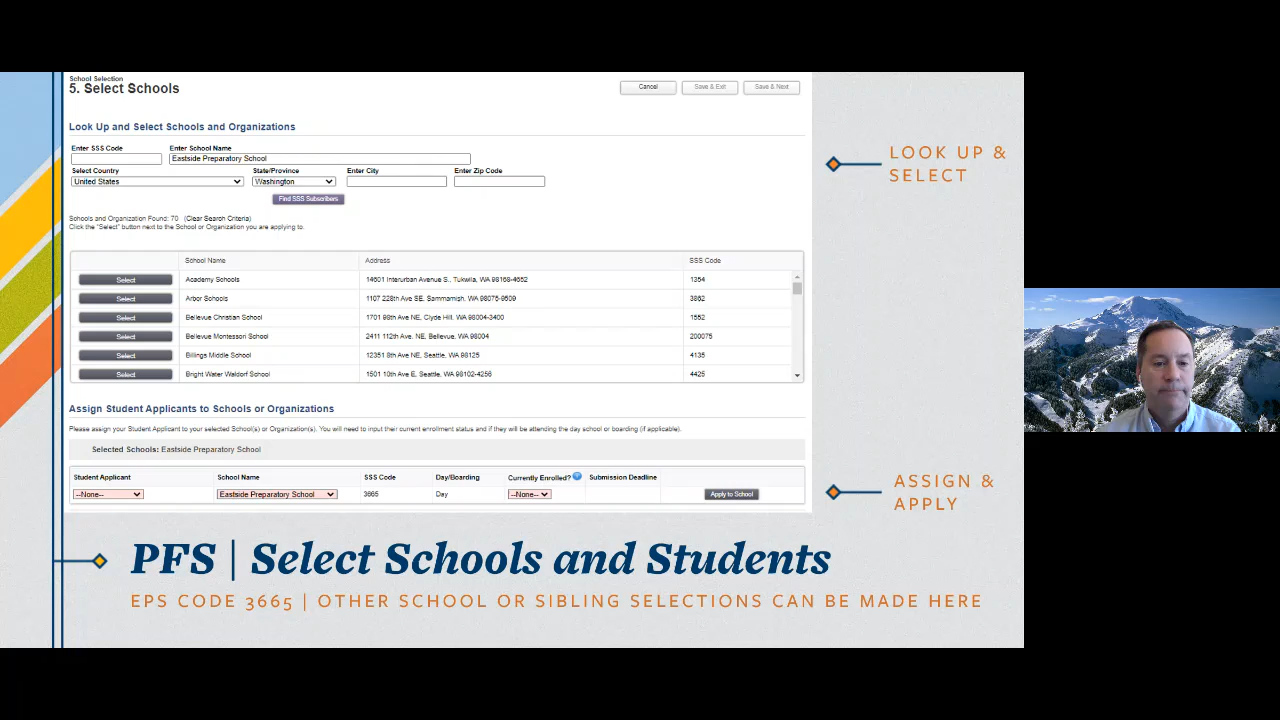 School Selection
5. Select Schools
Cancel
Save & Exit
Save & Next
Look Up and Select Schools and Organizations
Enter SSS Code
Enter School Name
Eastside Preparatory School
Select Country
State/Province
Enter City
Enter Zip Code
United States
Washington
Find SSS Subscribers
Schools and Organization Found: 70 (Clear Search Criteria)
Click the "Select" button next to the School or Organization you are applying to.
School Name Address SSS Code
Select Academy Schools 14601 Interurban Avenue S., Tukwila, WA 98168-4652 1354
Select Arbor Schools 1107 228th Ave SE, Sammamish, WA 98075-9509 3862
Select Bellevue Christian School 1701 98th Ave NE, Clyde Hill, WA 98004-3400 1552
Select Bellevue Montessori School 2411 112th Ave. NE, Bellevue, WA 98004 200075
Select Billings Middle School 12351 8th Ave NE, Seattle, WA 98125 4135
Select Bright Water Waldorf School 1501 10th Ave E, Seattle, WA 98102-4256 4425
Assign Student Applicants to Schools or Organizations
Please assign your Student Applicant to your selected School(s) or Organization(s). You will need to input their current enrollment status and if they will be attending the day school or boarding (if applicable).
Selected Schools: Eastside Preparatory School
Student Applicant School Name SSS Code Day/Boarding Currently Enrolled? Submission Deadline
--None-- Eastside Preparatory School 3665 Day --None-- Apply to School
LOOK UP &
SELECT
ASSIGN &
APPLY
PFS | Select Schools and Students
EPS CODE 3665 | OTHER SCHOOL OR SIBLING SELECTIONS CAN BE MADE HERE